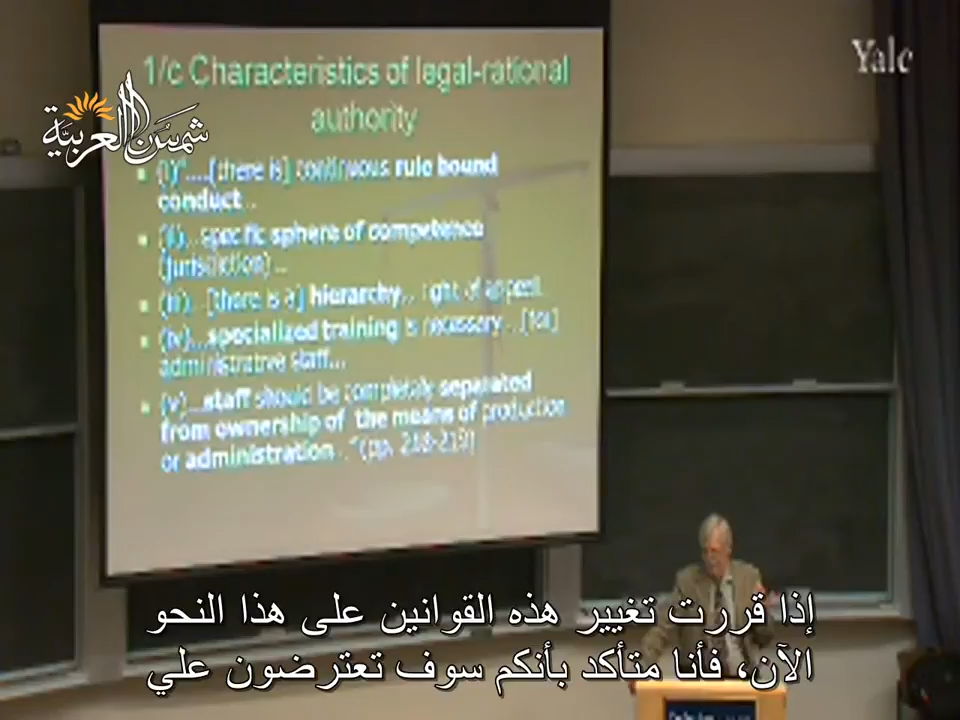 Yale
شمس العربية
1/c Characteristics of legal-rational
authority
(i)"....[there is] continuous rule bound
conduct..
(ii)..specific sphere of competence
(jurisdiction)..
(iii)..[there is a] hierarchy.. right of appeal.
(iv)...specialized training is necessary...[for]
administrative staff...
(v)...staff should be completely separated
from ownership of the means of production
or administration.."(pp. 218-219)
إذا قررت تغيير هذه القوانين على هذا النحو
الآن، فأنا متأكد بأنكم سوف تعترضون علي